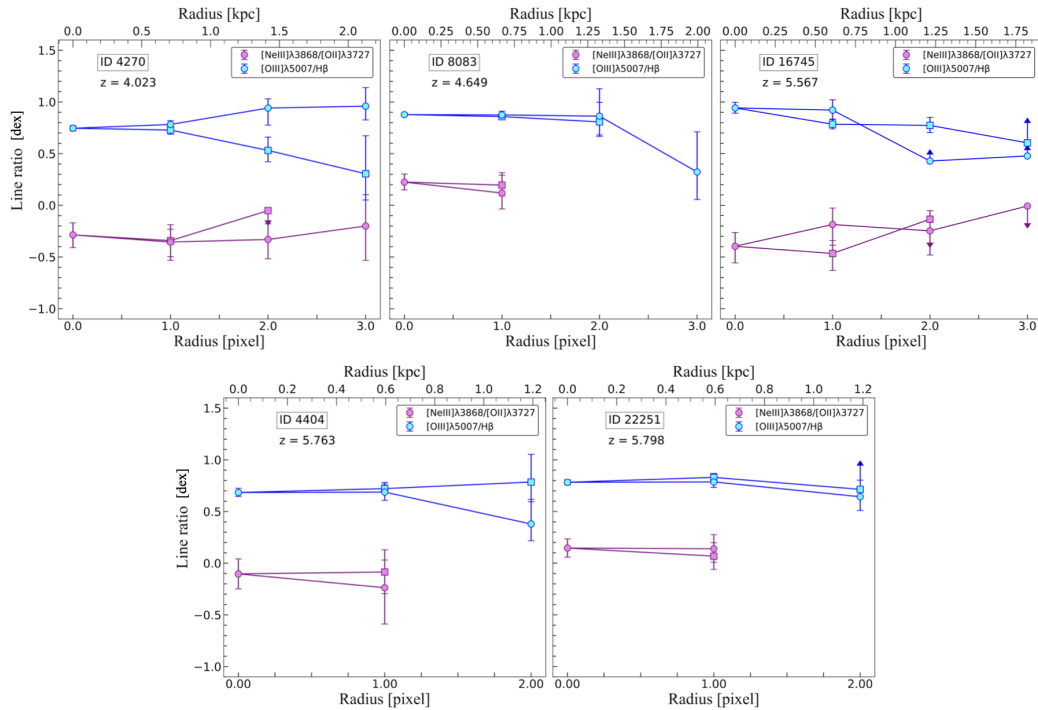 Radius [kpc] Radius [kpc] Radius [kpc]
0.0 0.5 1.0 1.5 2.0 0.00 0.25 0.50 0.75 1.00 1.25 1.50 1.75 2.00 0.00 0.25 0.50 0.75 1.00 1.25 1.50 1.75
1.5 1.0 0.5 0.0 −0.5 −1.0
Line ratio [dex]
ID 4270
z = 4.023
[NeIII]λ3868/[OII]λ3727
[OIII]λ5007/Hβ
ID 8083
z = 4.649
[NeIII]λ3868/[OII]λ3727
[OIII]λ5007/Hβ
ID 16745
z = 5.567
[NeIII]λ3868/[OII]λ3727
[OIII]λ5007/Hβ
0.0 1.0 2.0 3.0 0.0 1.0 2.0 3.0 0.0 1.0 2.0 3.0
Radius [pixel] Radius [pixel] Radius [pixel]
Radius [kpc] Radius [kpc]
0.0 0.2 0.4 0.6 0.8 1.0 1.2 0.0 0.2 0.4 0.6 0.8 1.0 1.2
1.5 1.0 0.5 0.0 −0.5 −1.0
Line ratio [dex]
ID 4404
z = 5.763
[NeIII]λ3868/[OII]λ3727
[OIII]λ5007/Hβ
ID 22251
z = 5.798
[NeIII]λ3868/[OII]λ3727
[OIII]λ5007/Hβ
0.00 1.00 2.00 0.00 1.00 2.00
Radius [pixel] Radius [pixel]